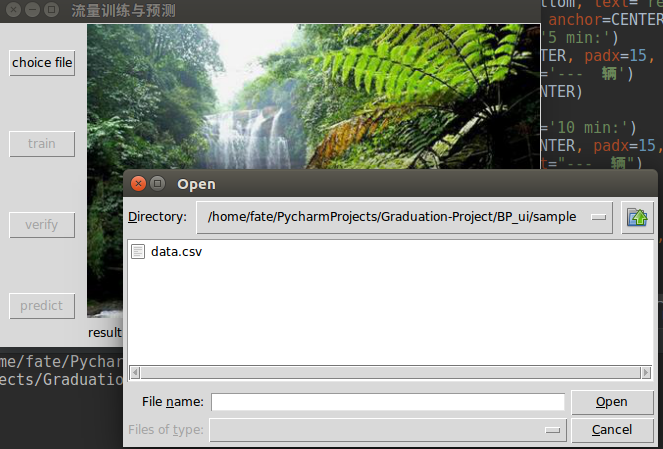 流量训练与预测
ttom, text='re
choice file
anchor=CENTER
'5 min:')
TER, padx=15,
='--- 辆')
NTER)
train
='10 min:')
NTER, padx=15,
t="--- 辆")
Open
Directory:
/home/fate/PycharmProjects/Graduation-Project/BP_ui/sample
verify
data.csv
predict
result
me/fate/Pychar
ects/Graduatio
File name:
Open
Files of type:
Cancel